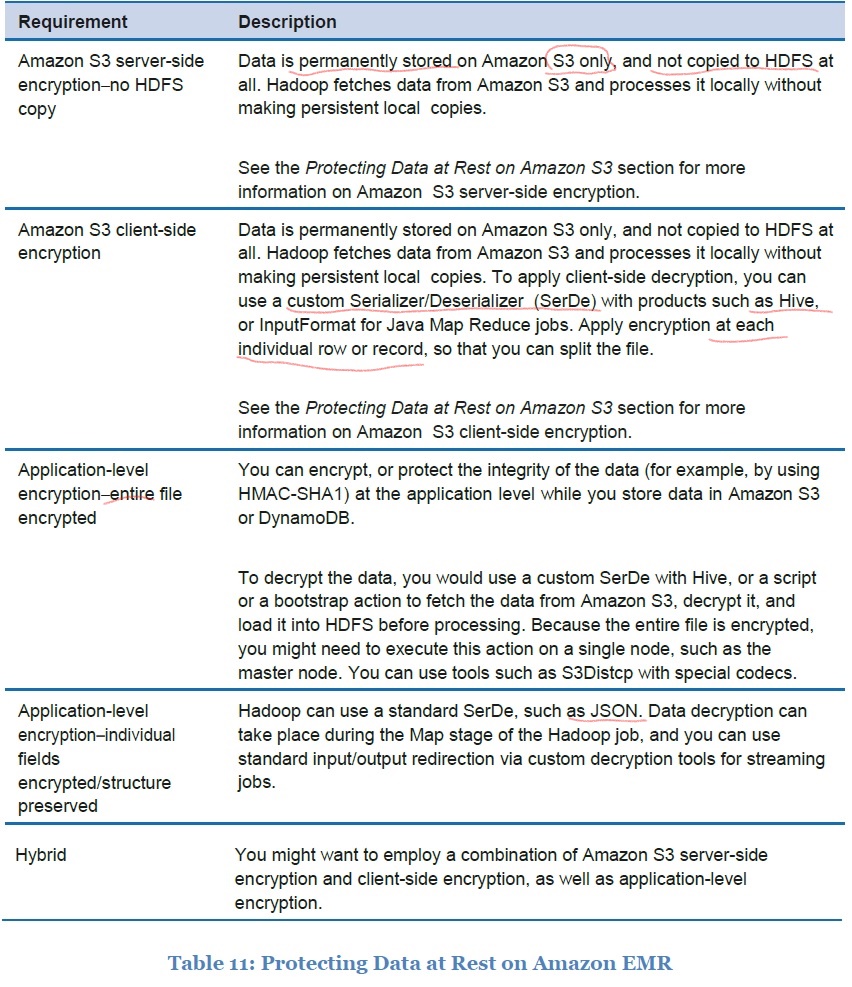 Requirement Description
Amazon S3 server-side
encryption–no HDFS
copy
Data is permanently stored on Amazon S3 only, and not copied to HDFS at
all. Hadoop fetches data from Amazon S3 and processes it locally without
making persistent local copies.
See the Protecting Data at Rest on Amazon S3 section for more
information on Amazon S3 server-side encryption.
Amazon S3 client-side
encryption
Data is permanently stored on Amazon S3 only, and not copied to HDFS at
all. Hadoop fetches data from Amazon S3 and processes it locally without
making persistent local copies. To apply client-side decryption, you can
use a custom Serializer/Deserializer (SerDe) with products such as Hive,
or InputFormat for Java Map Reduce jobs. Apply encryption at each
individual row or record, so that you can split the file.
See the Protecting Data at Rest on Amazon S3 section for more
information on Amazon S3 client-side encryption.
Application-level
encryption–entire file
encrypted
You can encrypt, or protect the integrity of the data (for example, by using
HMAC-SHA1) at the application level while you store data in Amazon S3
or DynamoDB.
To decrypt the data, you would use a custom SerDe with Hive, or a script
or a bootstrap action to fetch the data from Amazon S3, decrypt it, and
load it into HDFS before processing. Because the entire file is encrypted,
you might need to execute this action on a single node, such as the
master node. You can use tools such as S3Distcp with special codecs.
Application-level
encryption–individual
fields
encrypted/structure
preserved
Hadoop can use a standard SerDe, such as JSON. Data decryption can
take place during the Map stage of the Hadoop job, and you can use
standard input/output redirection via custom decryption tools for streaming
jobs.
Hybrid
You might want to employ a combination of Amazon S3 server-side
encryption and client-side encryption, as well as application-level
encryption.
Table 11: Protecting Data at Rest on Amazon EMR